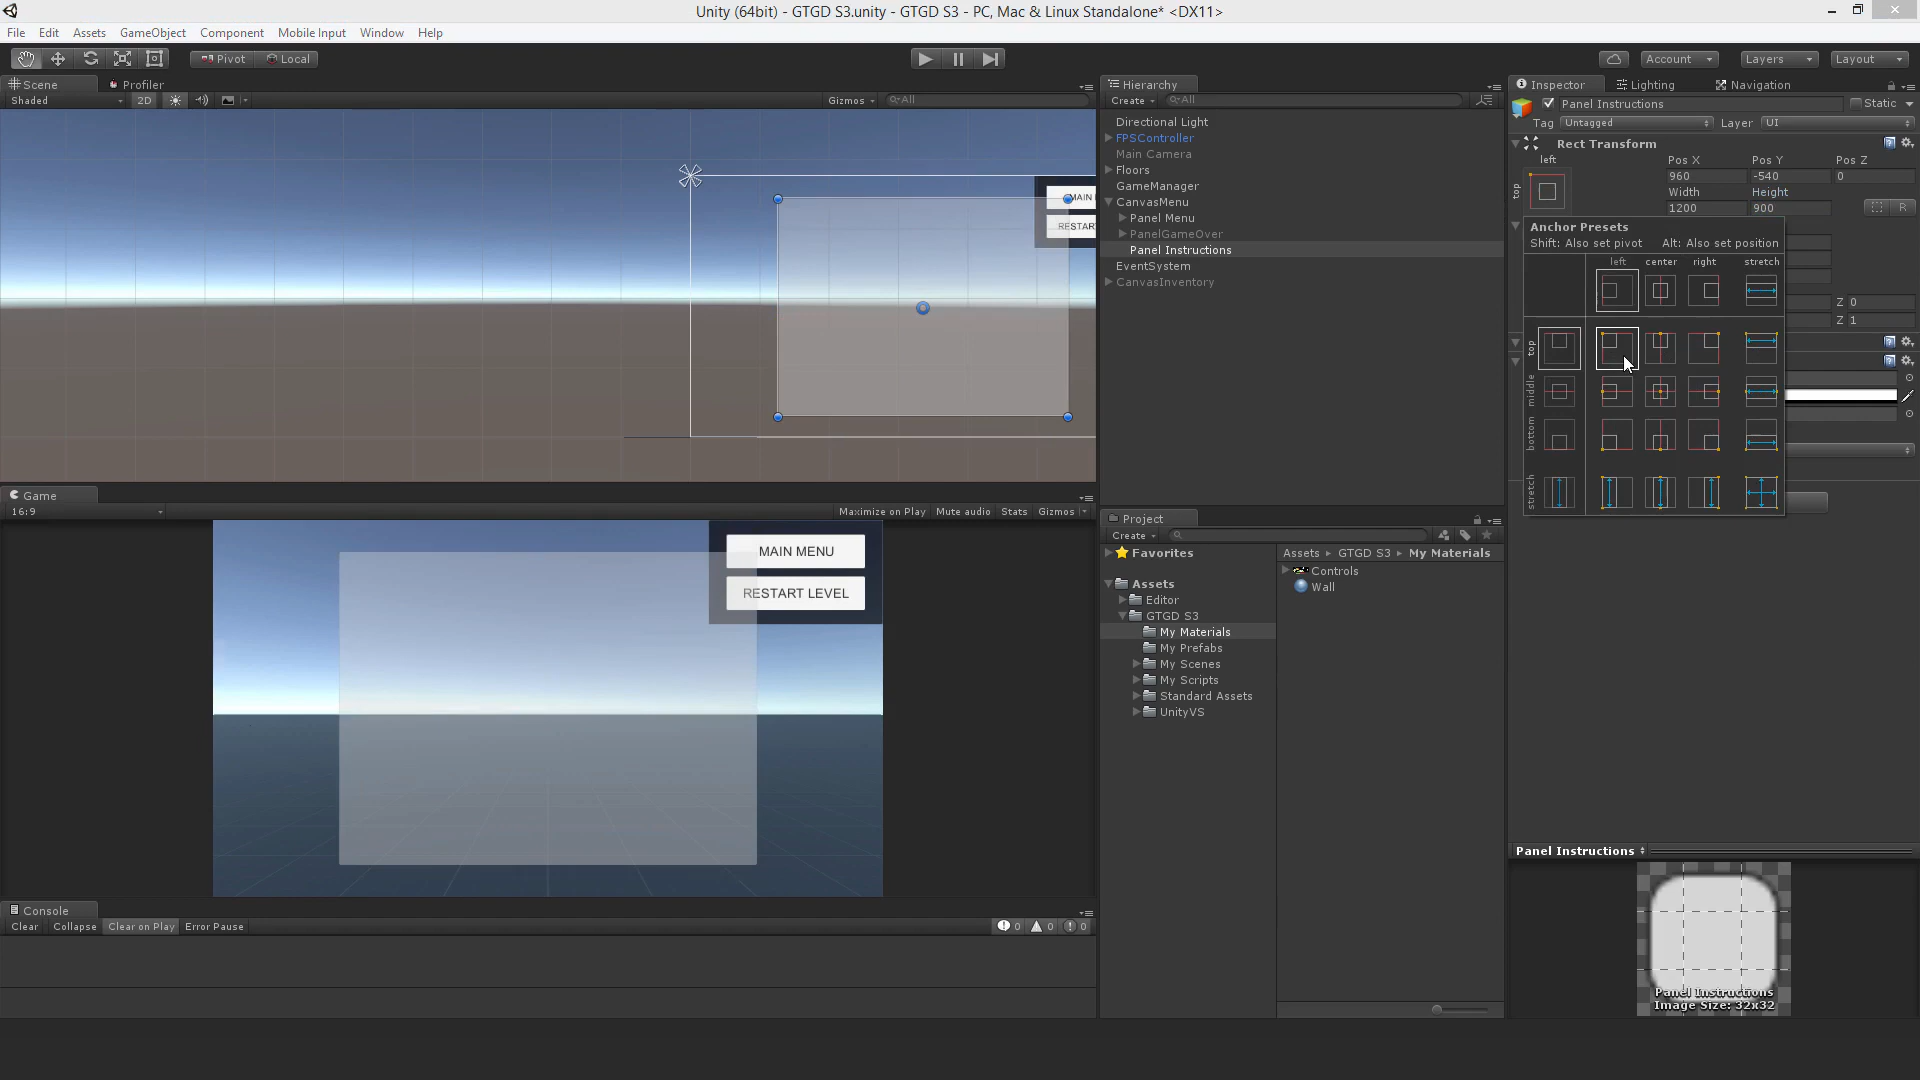 Unity (64bit) - GTGD S3.unity - GTGD S3 - PC, Mac & Linux Standalone* <DX11>
File Edit Assets GameObject Component Mobile Input Window Help
Pivot Local Account Layers Layout
Scene Profiler
Shaded 2D Gizmos All
MAIN
RESTAR
Game
16:9 Maximize on Play Mute audio Stats Gizmos
MAIN MENU
RESTART LEVEL
Console
Clear Collapse Clear on Play Error Pause 0 0 0
Hierarchy
Create All
Directional Light
FPSController
Main Camera
Floors
GameManager
CanvasMenu
Panel Menu
PanelGameOver
Panel Instructions
EventSystem
CanvasInventory
Project
Create
Favorites
Assets
Editor
GTGD S3
My Materials
My Prefabs
My Scenes
My Scripts
Standard Assets
UnityVS
Assets GTGD S3 My Materials
Controls
Wall
Inspector Lighting Navigation
Panel Instructions Static
Tag Untagged Layer UI
Rect Transform
left Pos X Pos Y Pos Z
top 960 -540 0
Width Height
1200 900 R
Anchor Presets
Shift: Also set pivot Alt: Also set position
left center right stretch
top
middle
bottom
stretch
Z 0
Z 1
Panel Instructions
Panel Instructions
Image Size: 32x32